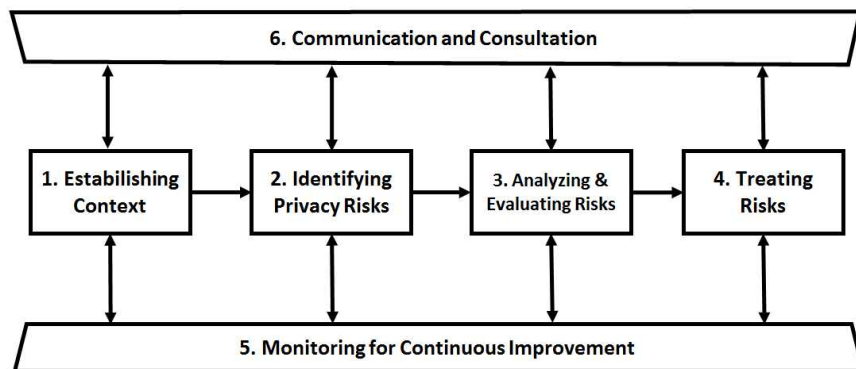 6. Communication and Consultation
1. Estabilishing
Context
2. Identifying
Privacy Risks
3. Analyzing &
Evaluating Risks
4. Treating
Risks
5. Monitoring for Continuous Improvement